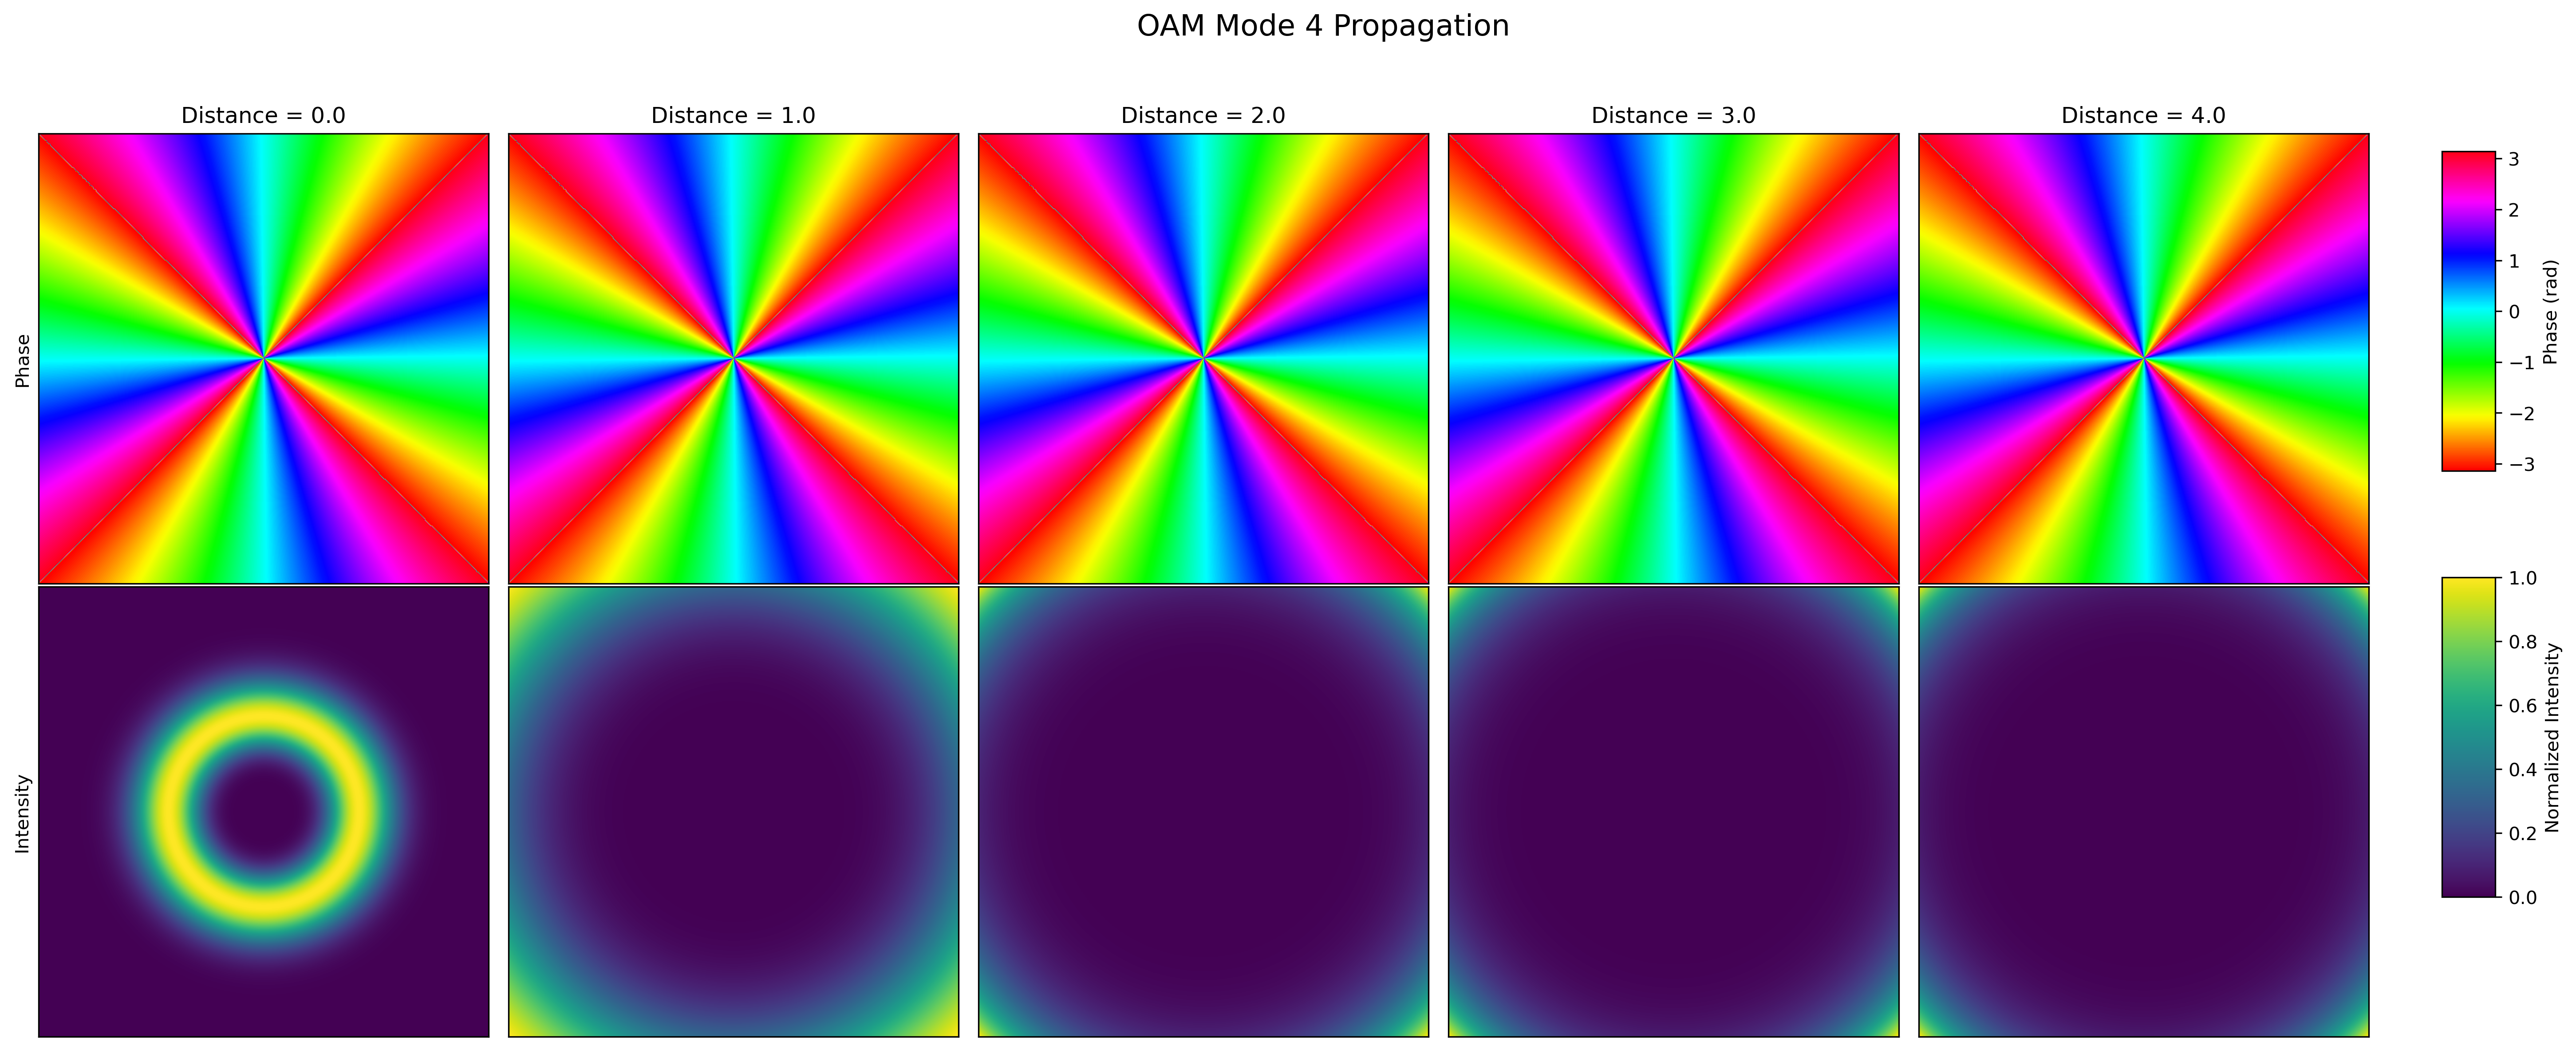 OAM Mode 4 Propagation
Distance = 0.0
Distance = 1.0
Distance = 2.0
Distance = 3.0
Distance = 4.0
Phase
3
2
1
0
−1
−2
−3
Phase (rad)
Intensity
1.0
0.8
0.6
0.4
0.2
0.0
Normalized Intensity